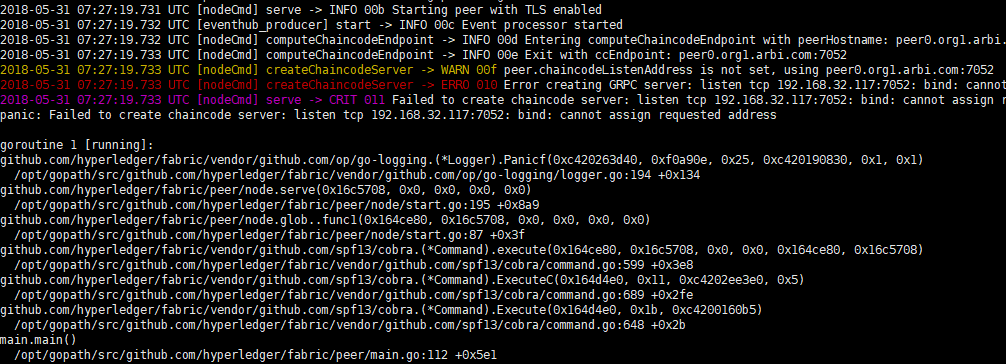 2018-05-31 07:27:19.731 UTC [nodeCmd] serve -> INFO 00b Starting peer with TLS enabled
2018-05-31 07:27:19.732 UTC [eventhub_producer] start -> INFO 00c Event processor started
2018-05-31 07:27:19.732 UTC [nodeCmd] computeChaincodeEndpoint -> INFO 00d Entering computeChaincodeEndpoint with peerHostname: peer0.org1.arbi.
2018-05-31 07:27:19.733 UTC [nodeCmd] computeChaincodeEndpoint -> INFO 00e Exit with ccEndpoint: peer0.org1.arbi.com:7052
2018-05-31 07:27:19.733 UTC [nodeCmd] createChaincodeServer -> WARN 00f peer.chaincodeListenAddress is not set, using peer0.org1.arbi.com:7052
2018-05-31 07:27:19.733 UTC [nodeCmd] createChaincodeServer -> ERRO 010 Error creating GRPC server: listen tcp 192.168.32.117:7052: bind: cannot
2018-05-31 07:27:19.733 UTC [nodeCmd] serve -> CRIT 011 Failed to create chaincode server: listen tcp 192.168.32.117:7052: bind: cannot assign r
panic: Failed to create chaincode server: listen tcp 192.168.32.117:7052: bind: cannot assign requested address
goroutine 1 [running]:
github.com/hyperledger/fabric/vendor/github.com/op/go-logging.(*Logger).Panicf(0xc420263d40, 0xf0a90e, 0x25, 0xc420190830, 0x1, 0x1)
/opt/gopath/src/github.com/hyperledger/fabric/vendor/github.com/op/go-logging/logger.go:194 +0x134
github.com/hyperledger/fabric/peer/node.serve(0x16c5708, 0x0, 0x0, 0x0, 0x0)
/opt/gopath/src/github.com/hyperledger/fabric/peer/node/start.go:195 +0x8a9
github.com/hyperledger/fabric/peer/node.glob..func1(0x164ce80, 0x16c5708, 0x0, 0x0, 0x0, 0x0)
/opt/gopath/src/github.com/hyperledger/fabric/peer/node/start.go:87 +0x3f
github.com/hyperledger/fabric/vendor/github.com/spf13/cobra.(*Command).execute(0x164ce80, 0x16c5708, 0x0, 0x0, 0x164ce80, 0x16c5708)
/opt/gopath/src/github.com/hyperledger/fabric/vendor/github.com/spf13/cobra/command.go:599 +0x3e8
github.com/hyperledger/fabric/vendor/github.com/spf13/cobra.(*Command).ExecuteC(0x164d4e0, 0x11, 0xc4202ee3e0, 0x5)
/opt/gopath/src/github.com/hyperledger/fabric/vendor/github.com/spf13/cobra/command.go:689 +0x2fe
github.com/hyperledger/fabric/vendor/github.com/spf13/cobra.(*Command).Execute(0x164d4e0, 0x1b, 0xc4200160b5)
/opt/gopath/src/github.com/hyperledger/fabric/vendor/github.com/spf13/cobra/command.go:648 +0x2b
main.main()
/opt/gopath/src/github.com/hyperledger/fabric/peer/main.go:112 +0x5e1